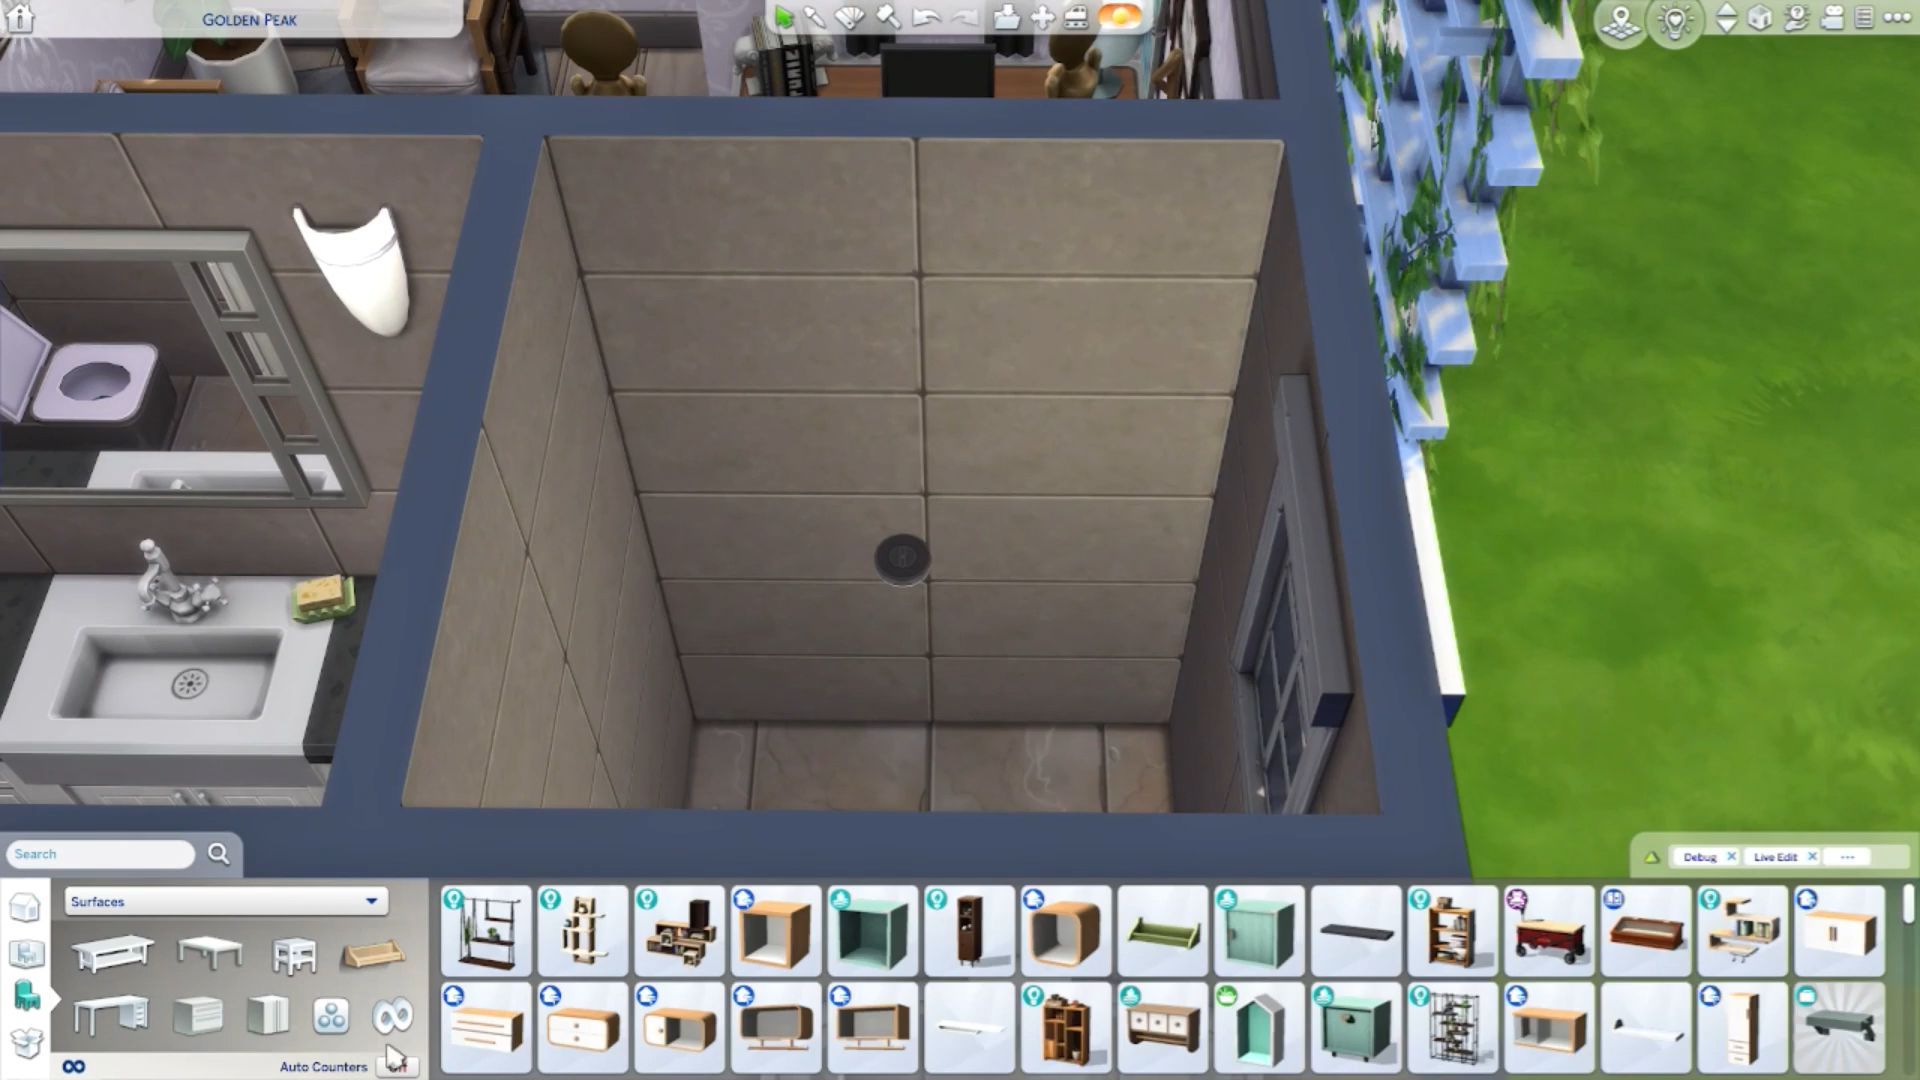 Golden Peak
Search
Debug
Live Edit
Surfaces
Auto Counters